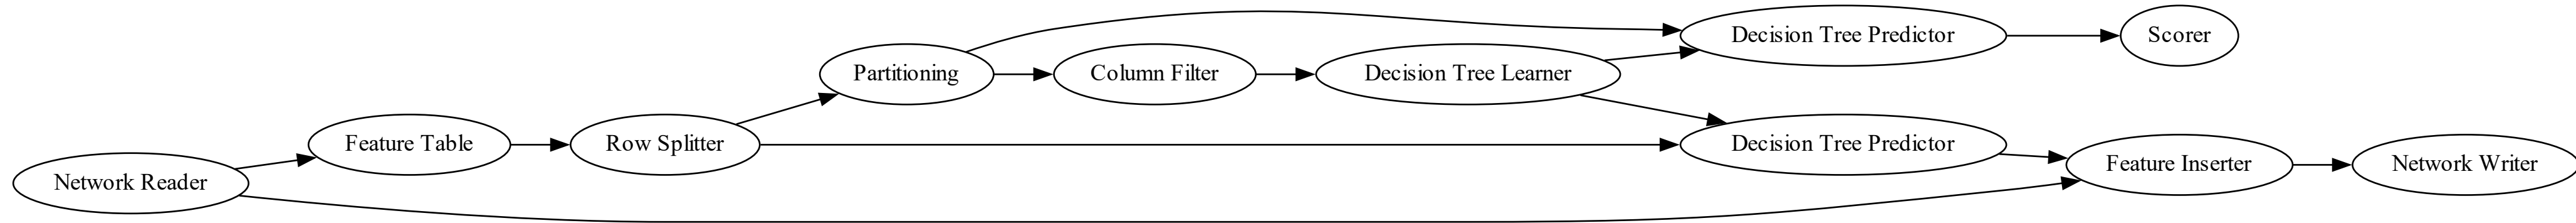 Network Reader
Feature Table
Row Splitter
Partitioning
Column Filter
Decision Tree Learner
Decision Tree Predictor
Scorer
Decision Tree Predictor
Feature Inserter
Network Writer